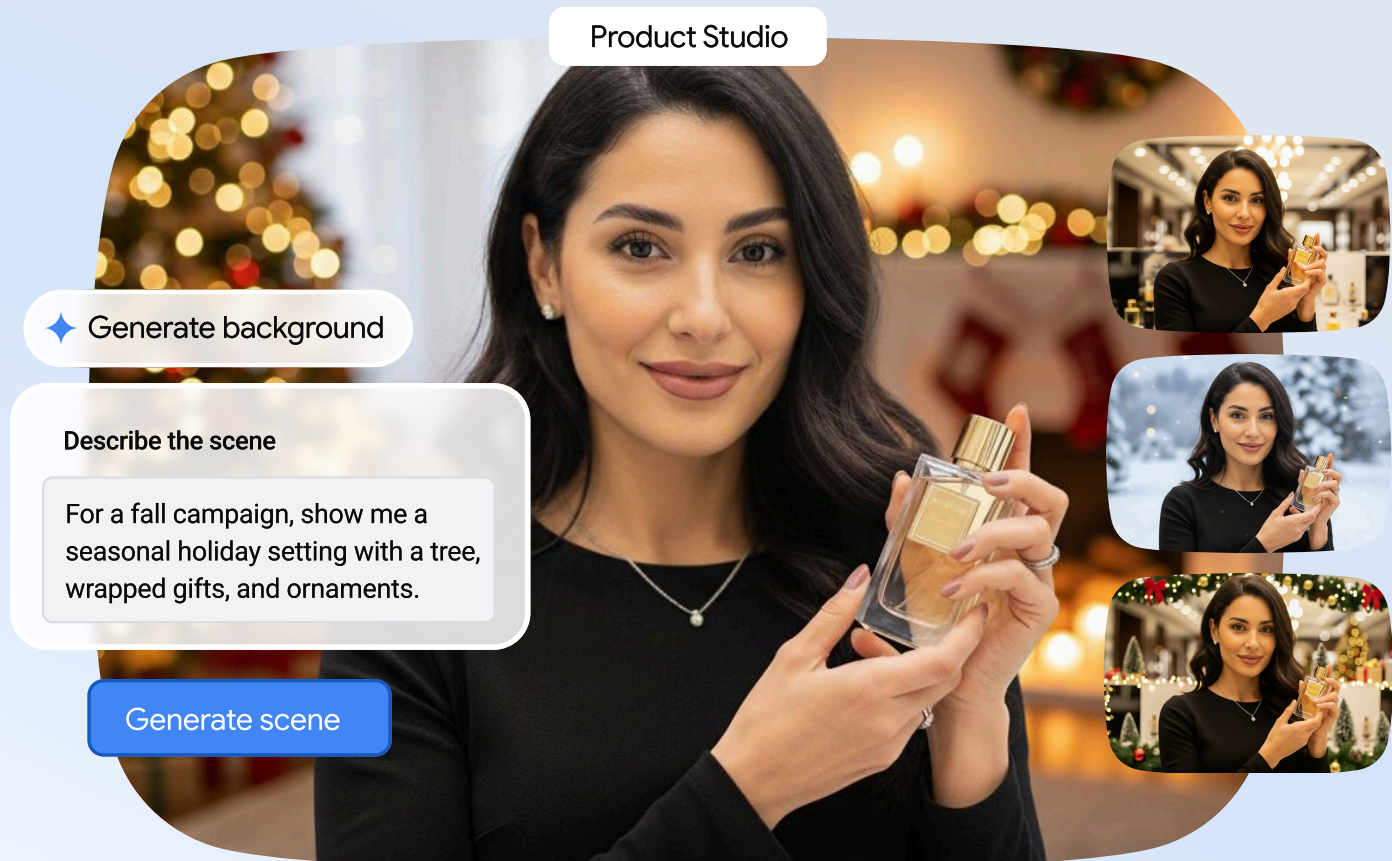 Product Studio
Generate background
Describe the scene
For a fall campaign, show me a
seasonal holiday setting with a tree,
wrapped gifts, and ornaments.
Generate scene